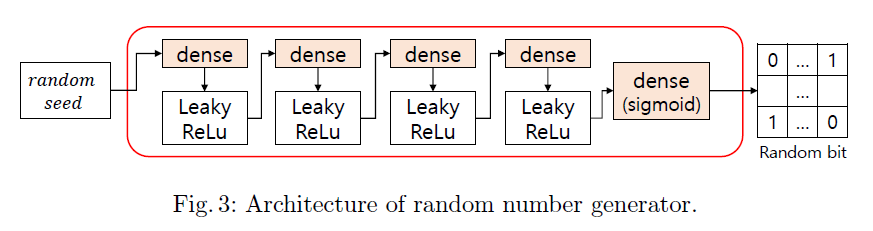 random
seed
dense
Leaky
ReLu
dense
Leaky
ReLu
dense
Leaky
ReLu
dense
Leaky
ReLu
dense
(sigmoid)
0 ... 1
...
1 ... 0
Random bit
Fig. 3: Architecture of random number generator.